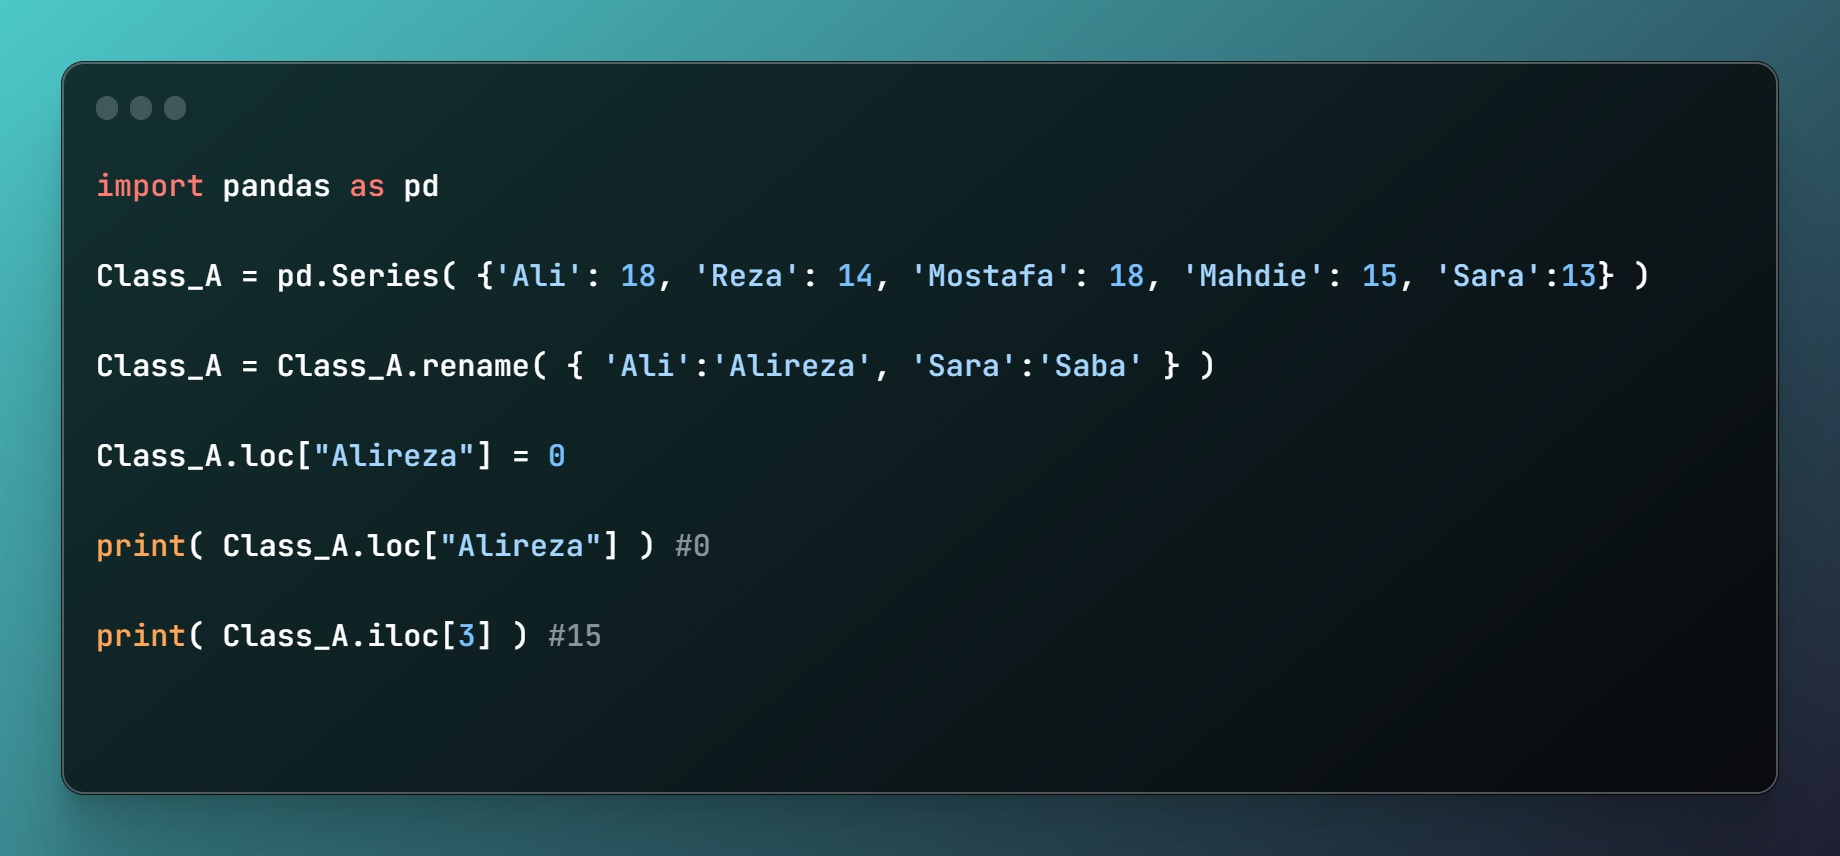 import pandas as pd
Class_A = pd.Series( {'Ali': 18, 'Reza': 14, 'Mostafa': 18, 'Mahdie': 15, 'Sara':13} )
Class_A = Class_A.rename( { 'Ali':'Alireza', 'Sara':'Saba' } )
Class_A.loc["Alireza"] = 0
print( Class_A.loc["Alireza"] ) #0
print( Class_A.iloc[3] ) #15